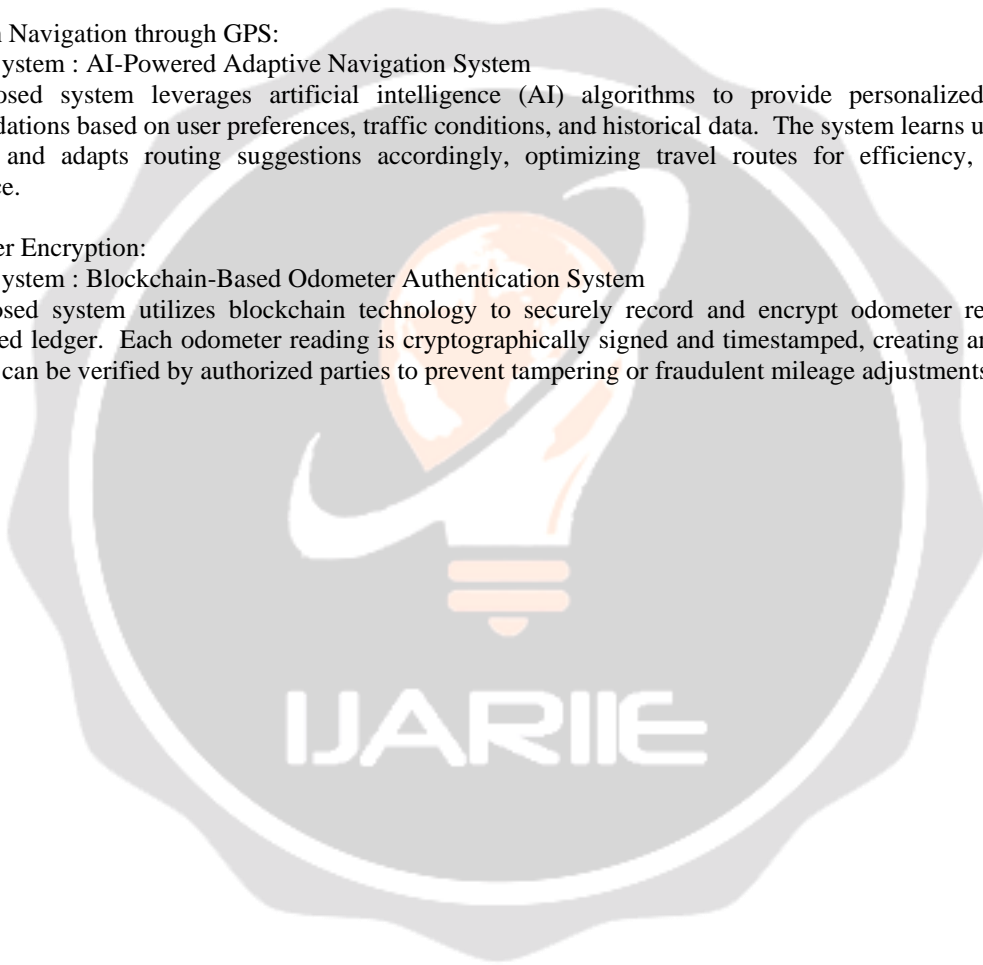 n Navigation through GPS:
ystem : AI-Powered Adaptive Navigation System
osed system leverages artificial intelligence (AI) algorithms to provide personalized
dations based on user preferences, traffic conditions, and historical data. The system learns u
and adapts routing suggestions accordingly, optimizing travel routes for efficiency,
ce.
er Encryption:
ystem : Blockchain-Based Odometer Authentication System
osed system utilizes blockchain technology to securely record and encrypt odometer re
ed ledger. Each odometer reading is cryptographically signed and timestamped, creating an
can be verified by authorized parties to prevent tampering or fraudulent mileage adjustments
IJARIIE